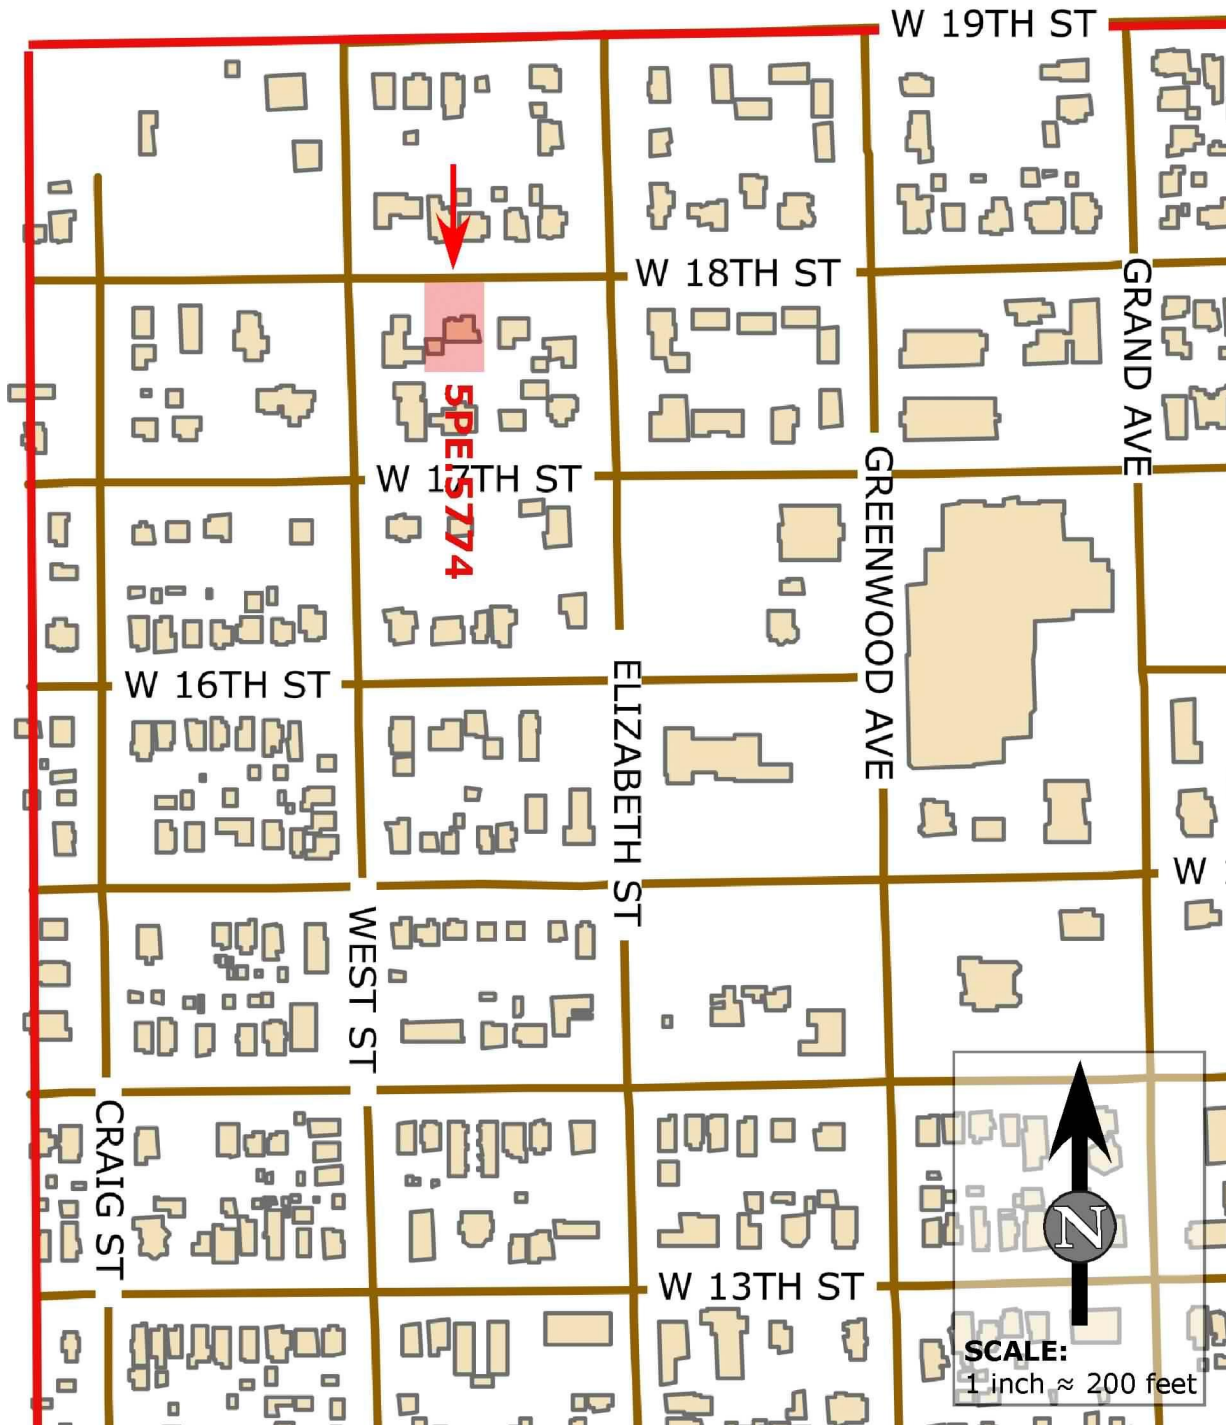 W 19TH ST
W 18TH ST
GRAND AVE
5PE.5774
W 17TH ST
GREENWOOD AVE
W 16TH ST
ELIZABETH ST
W
WEST ST
CRAIG ST
N
W 13TH ST
SCALE:
1 inch ≈ 200 feet